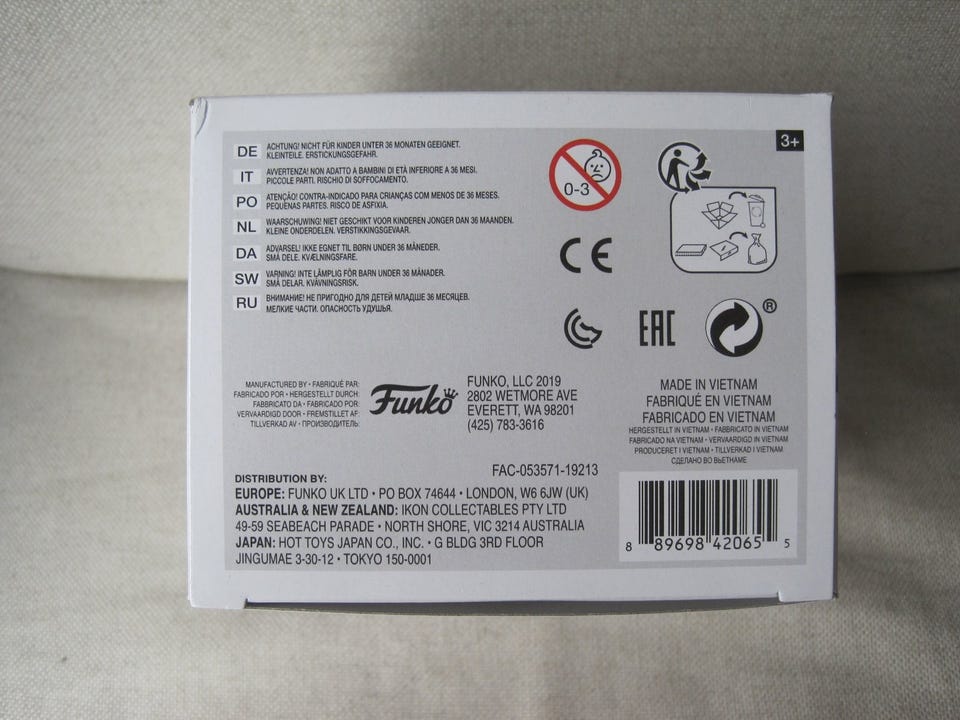 DE ACHTUNG! NICHT FÜR KINDER UNTER 36 MONATEN GEEIGNET.
KLEINTEILE. ERSTICKUNGSGEFAHR.
IT AVVERTENZA! NON ADATTO A BAMBINI DI ETÀ INFERIORE A 36 MESI.
PICCOLE PARTI. RISCHIO DI SOFFOCAMENTO.
PO ATENÇÃO! CONTRA-INDICADO PARA CRIANÇAS COM MENOS DE 36 MESES.
PEQUENAS PARTES. RISCO DE ASFIXIA.
NL WAARSCHUWING! NIET GESCHIKT VOOR KINDEREN JONGER DAN 36 MAANDEN.
KLEINE ONDERDELEN. VERSTIKKINGSGEVAAR.
DA ADVARSEL! IKKE EGNET TIL BØRN UNDER 36 MÅNEDER.
SMÅ DELE. KVÆLNINGSFARE.
SW VARNING! INTE LÄMPLIG FÖR BARN UNDER 36 MÅNADER.
SMÅ DELAR. KVÄVNINGSRISK.
RU ВНИМАНИЕ! НЕ ПРИГОДНО ДЛЯ ДЕТЕЙ МЛАДШЕ 36 МЕСЯЦЕВ.
МЕЛКИЕ ЧАСТИ. ОПАСНОСТЬ УДУШЬЯ.
0-3
3+
CE
EAC
®
MANUFACTURED BY • FABRIQUÉ PAR:
FABRICADO POR • HERGESTELLT DURCH:
FABBRICATO DA • FABRICADO POR:
VERVAARDIGD DOOR • FREMSTILLET AF:
TILLVERKAD AV • ПРОИЗВОДИТЕЛЬ:
Funko
FUNKO, LLC 2019
2802 WETMORE AVE
EVERETT, WA 98201
(425) 783-3616
MADE IN VIETNAM
FABRIQUÉ EN VIETNAM
FABRICADO EN VIETNAM
HERGESTELLT IN VIETNAM • FABBRICATO IN VIETNAM
FABRICADO NA VIETNAM • VERVAARDIGD IN VIETNAM
PRODUCERET I VIETNAM • TILLVERKAD I VIETNAM
СДЕЛАНО ВО ВЬЕТНАМЕ
FAC-053571-19213
DISTRIBUTION BY:
EUROPE: FUNKO UK LTD • PO BOX 74644 • LONDON, W6 6JW (UK)
AUSTRALIA & NEW ZEALAND: IKON COLLECTABLES PTY LTD
49-59 SEABEACH PARADE • NORTH SHORE, VIC 3214 AUSTRALIA
JAPAN: HOT TOYS JAPAN CO., INC. • G BLDG 3RD FLOOR
JINGUMAE 3-30-12 • TOKYO 150-0001
8 89698 42065 5